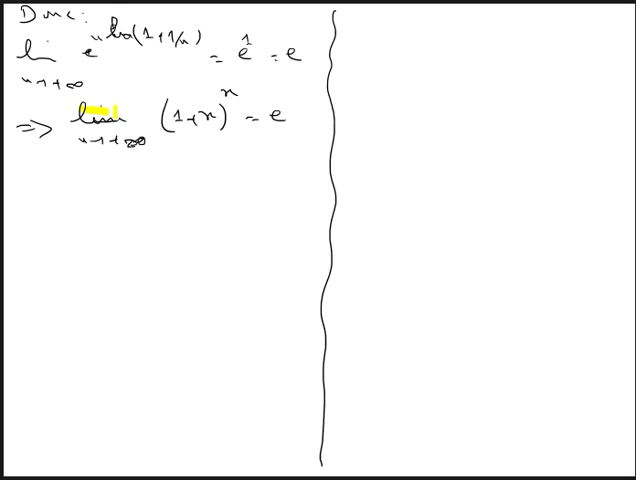 Donc:
lim e^{x ln(1+1/x)} = e^1 = e
x→+∞
=> lim (1+x)^x = e
x→+∞